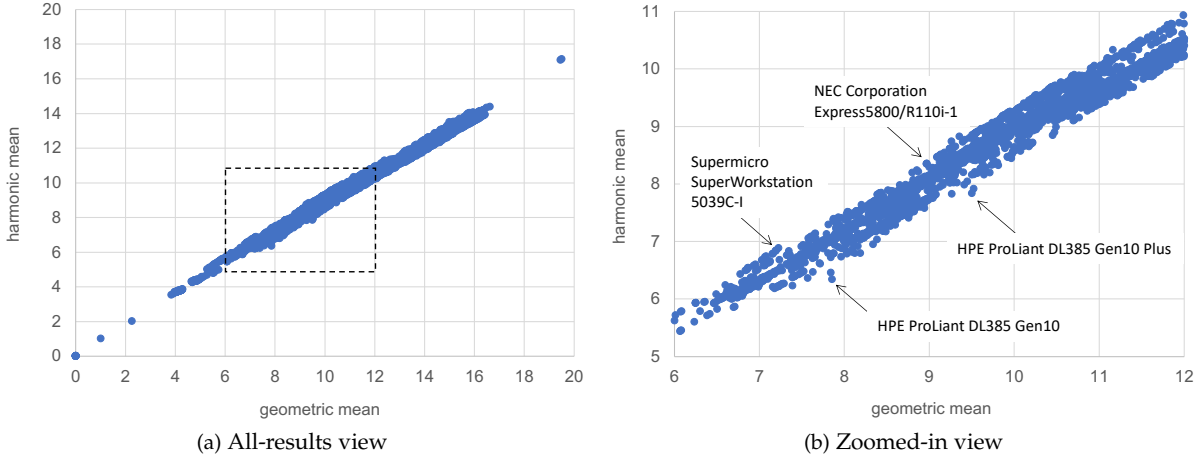 20
18
16
14
12
10
8
6
4
2
0
harmonic mean
0 2 4 6 8 10 12 14 16 18 20
geometric mean
(a) All-results view
11
10
9
8
7
6
5
harmonic mean
NEC Corporation
Express5800/R110i-1
Supermicro
SuperWorkstation
5039C-I
HPE ProLiant DL385 Gen10 Plus
HPE ProLiant DL385 Gen10
6 7 8 9 10 11 12
geometric mean
(b) Zoomed-in view